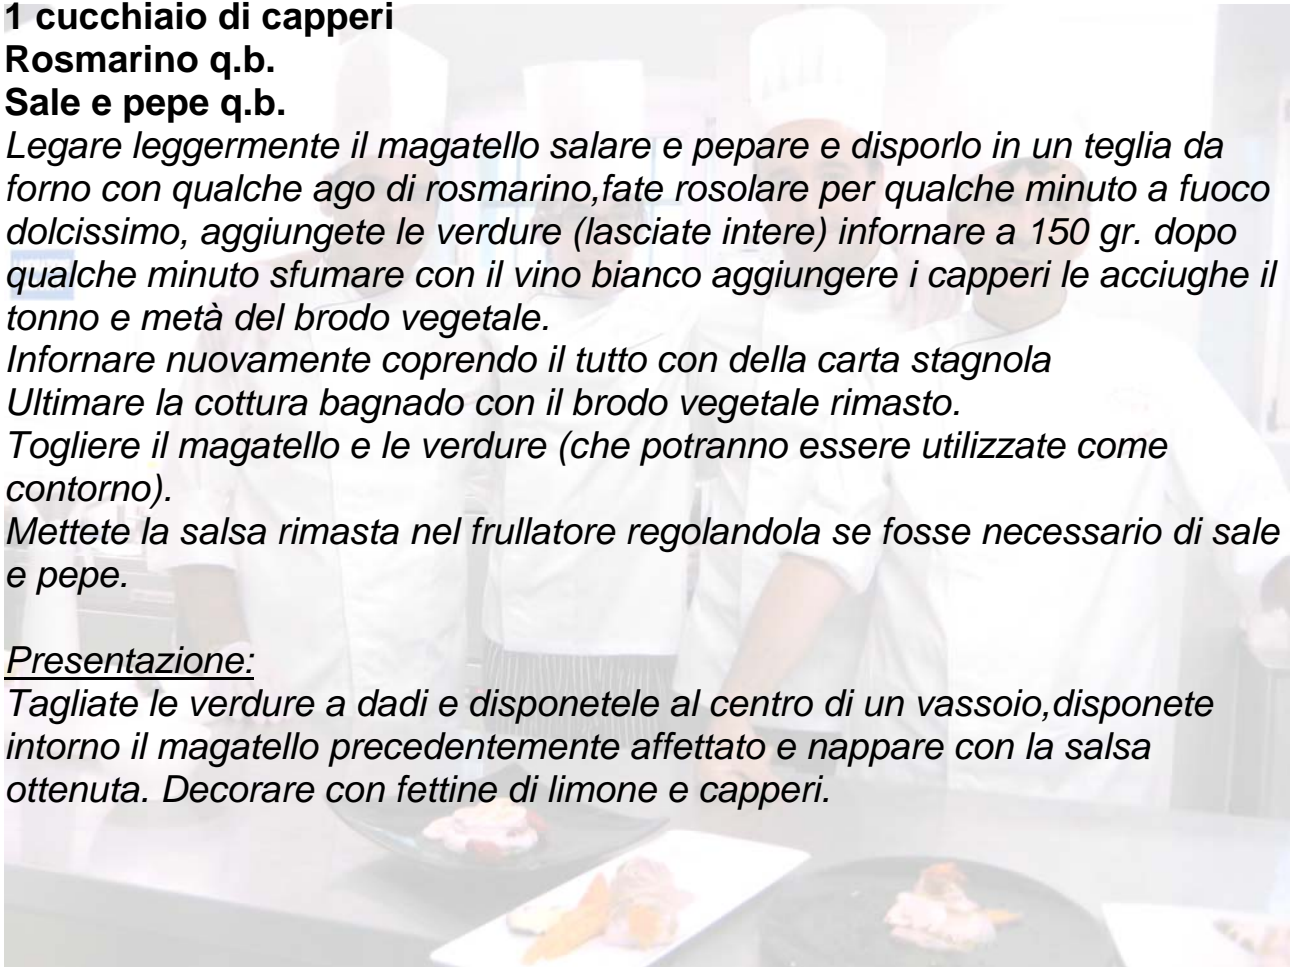 1 cucchiaio di capperi
Rosmarino q.b.
Sale e pepe q.b.
Legare leggermente il magatello salare e pepare e disporlo in un teglia da
forno con qualche ago di rosmarino,fate rosolare per qualche minuto a fuoco
dolcissimo, aggiungete le verdure (lasciate intere) infornare a 150 gr. dopo
qualche minuto sfumare con il vino bianco aggiungere i capperi le acciughe il
tonno e metà del brodo vegetale.
Infornare nuovamente coprendo il tutto con della carta stagnola
Ultimare la cottura bagnado con il brodo vegetale rimasto.
Togliere il magatello e le verdure (che potranno essere utilizzate come
contorno).
Mettete la salsa rimasta nel frullatore regolandola se fosse necessario di sale
e pepe.
Presentazione:
Tagliate le verdure a dadi e disponetele al centro di un vassoio,disponete
intorno il magatello precedentemente affettato e nappare con la salsa
ottenuta. Decorare con fettine di limone e capperi.